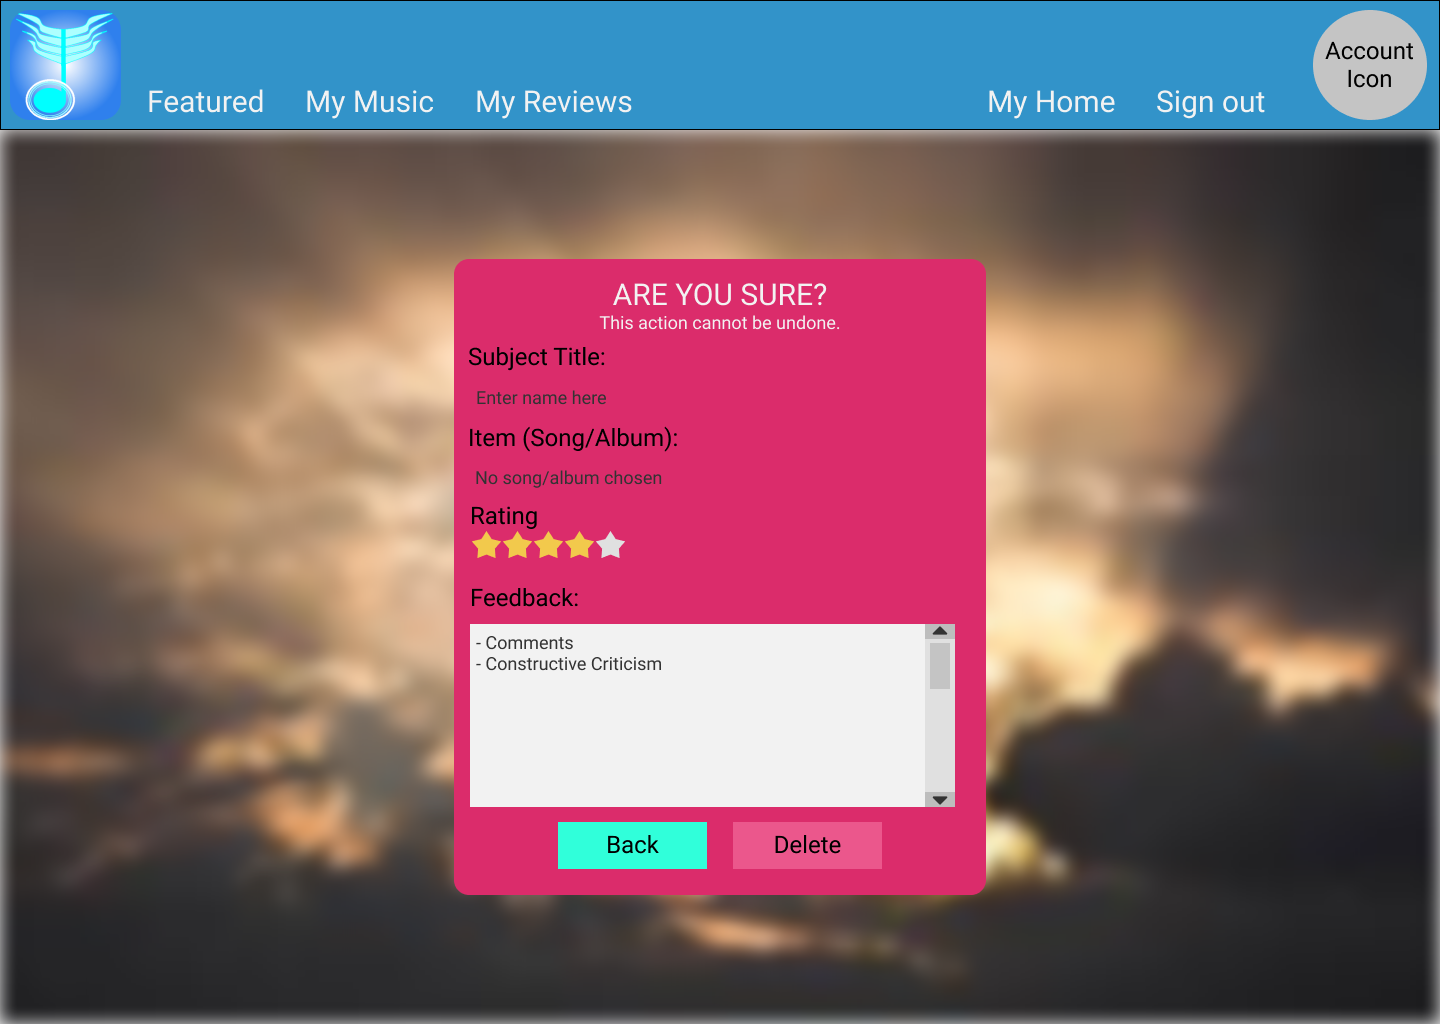 Featured
My Music
My Reviews
My Home
Sign out
Account
Icon
ARE YOU SURE?
This action cannot be undone.
Subject Title:
Enter name here
Item (Song/Album):
No song/album chosen
Rating
Feedback:
- Comments
- Constructive Criticism
Back
Delete